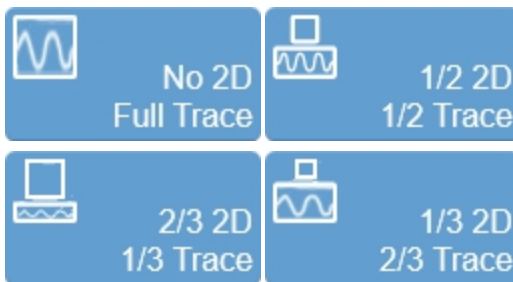 No 2D
Full Trace
1/2 2D
1/2 Trace
2/3 2D
1/3 Trace
1/3 2D
2/3 Trace